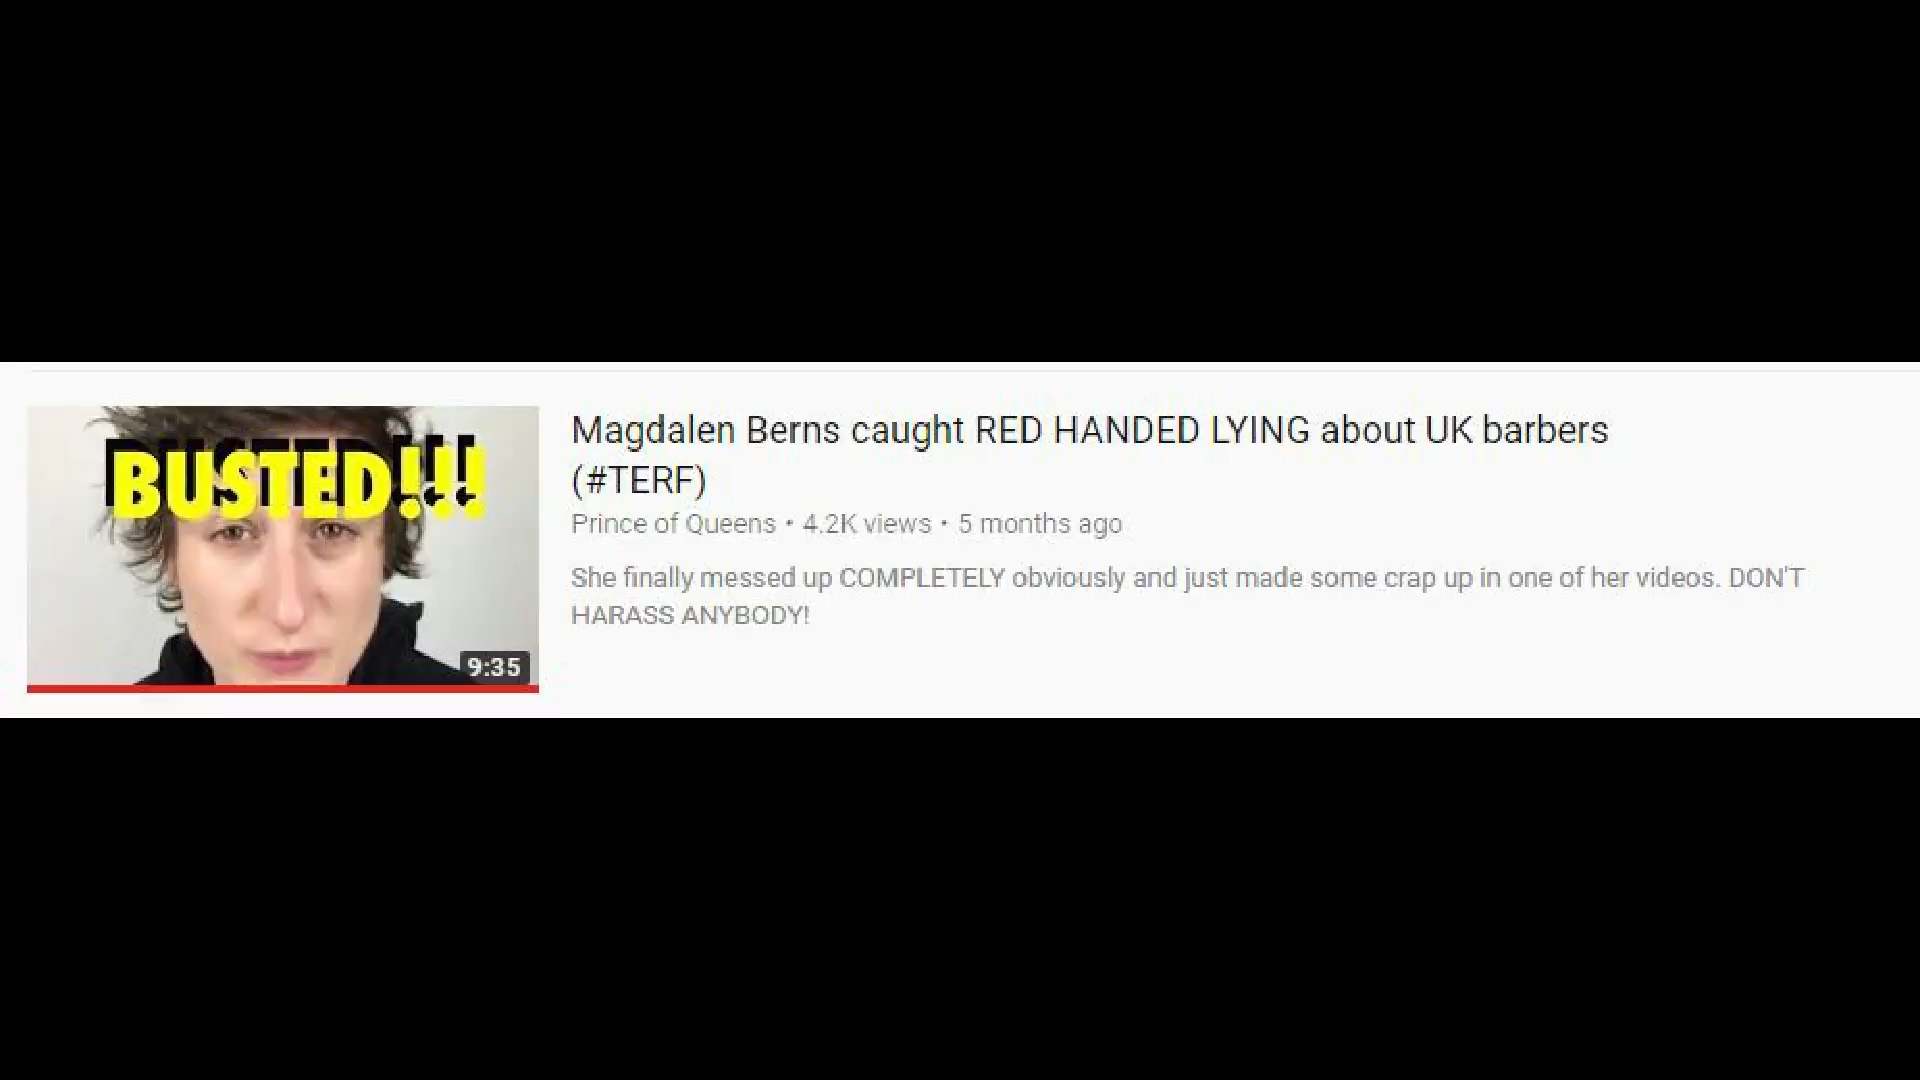 BUSTED!!!
9:35
Magdalen Berns caught RED HANDED LYING about UK barbers
(#TERF)
Prince of Queens • 4.2K views • 5 months ago
She finally messed up COMPLETELY obviously and just made some crap up in one of her videos. DON'T
HARASS ANYBODY!